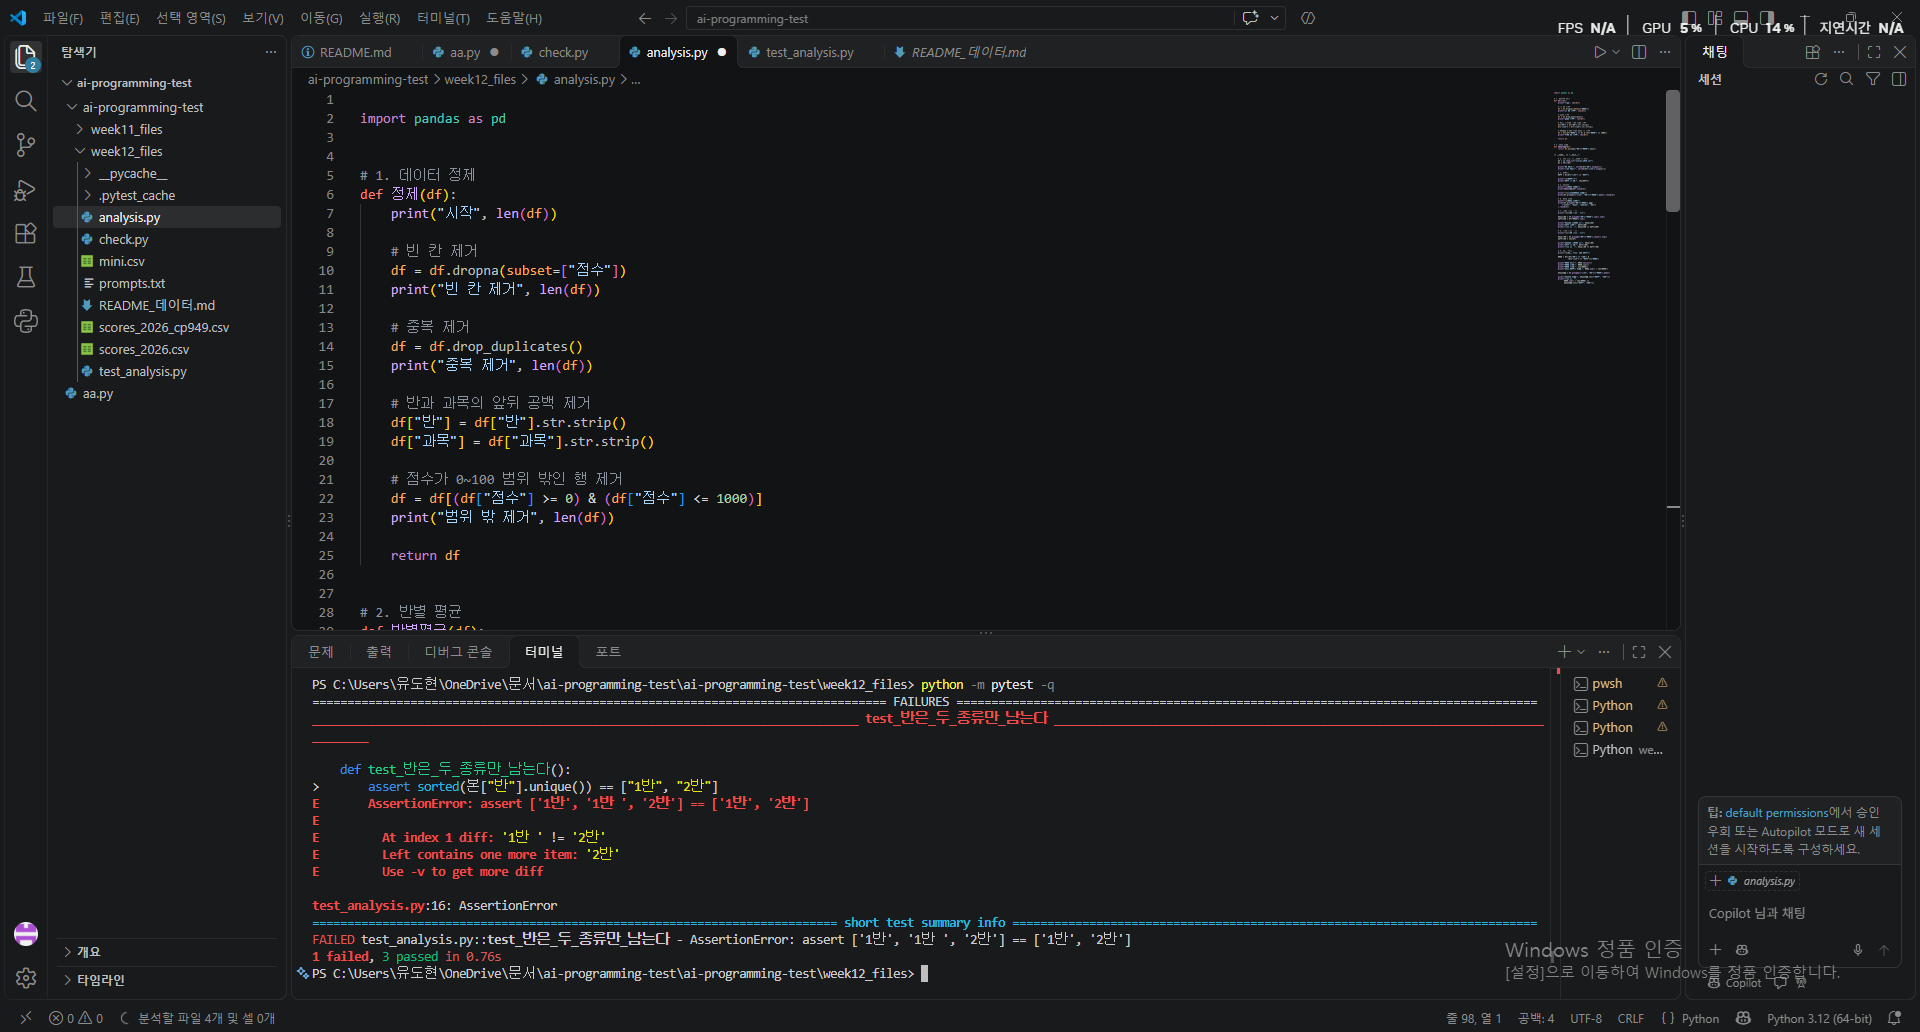 파일(F) 편집(E) 선택 영역(S) 보기(V) 이동(G) 실행(R) 터미널(T) 도움말(H)
ai-programming-test
FPS N/A GPU 5 % CPU 14 % 지연시간 N/A
탐색기
README.md aa.py check.py analysis.py test_analysis.py README_데이터.md
채팅
세션
ai-programming-test > week12_files > analysis.py > ...
2
ai-programming-test
ai-programming-test
week11_files
week12_files
__pycache__
.pytest_cache
analysis.py
check.py
mini.csv
prompts.txt
README_데이터.md
scores_2026_cp949.csv
scores_2026.csv
test_analysis.py
aa.py
개요
타임라인
1
2 import pandas as pd
3
4
5 # 1. 데이터 정제
6 def 정제(df):
7 print("시작", len(df))
8
9 # 빈 칸 제거
10 df = df.dropna(subset=["점수"])
11 print("빈 칸 제거", len(df))
12
13 # 중복 제거
14 df = df.drop_duplicates()
15 print("중복 제거", len(df))
16
17 # 반과 과목의 앞뒤 공백 제거
18 df["반"] = df["반"].str.strip()
19 df["과목"] = df["과목"].str.strip()
20
21 # 점수가 0~100 범위 밖인 행 제거
22 df = df[(df["점수"] >= 0) & (df["점수"] <= 1000)]
23 print("범위 밖 제거", len(df))
24
25 return df
26
27
28 # 2. 반별 평균
29 def 반별평균(df):
문제 출력 디버그 콘솔 터미널 포트
PS C:\Users\유도현\OneDrive\문서\ai-programming-test\ai-programming-test\week12_files> python -m pytest -q
FAILURES
test_반은_두_종류만_남는다
def test_반은_두_종류만_남는다():
> assert sorted(본["반"].unique()) == ["1반", "2반"]
E AssertionError: assert ['1반', '1반 ', '2반'] == ['1반', '2반']
E
E At index 1 diff: '1반 ' != '2반'
E Left contains one more item: '2반'
E Use -v to get more diff
test_analysis.py:16: AssertionError
short test summary info
FAILED test_analysis.py::test_반은_두_종류만_남는다 - AssertionError: assert ['1반', '1반 ', '2반'] == ['1반', '2반']
1 failed, 3 passed in 0.76s
PS C:\Users\유도현\OneDrive\문서\ai-programming-test\ai-programming-test\week12_files>
pwsh
Python
Python
Python we...
팁: default permissions에서 승인
우회 또는 Autopilot 모드로 새 세
션을 시작하도록 구성하세요.
analysis.py
Copilot 님과 채팅
Copilot
Windows 정품 인증
[설정]으로 이동하여 Windows를 정품 인증합니다.
0 0 분석할 파일 4개 및 셀 0개
줄 98, 열 1 공백: 4 UTF-8 CRLF { } Python Python 3.12 (64-bit)